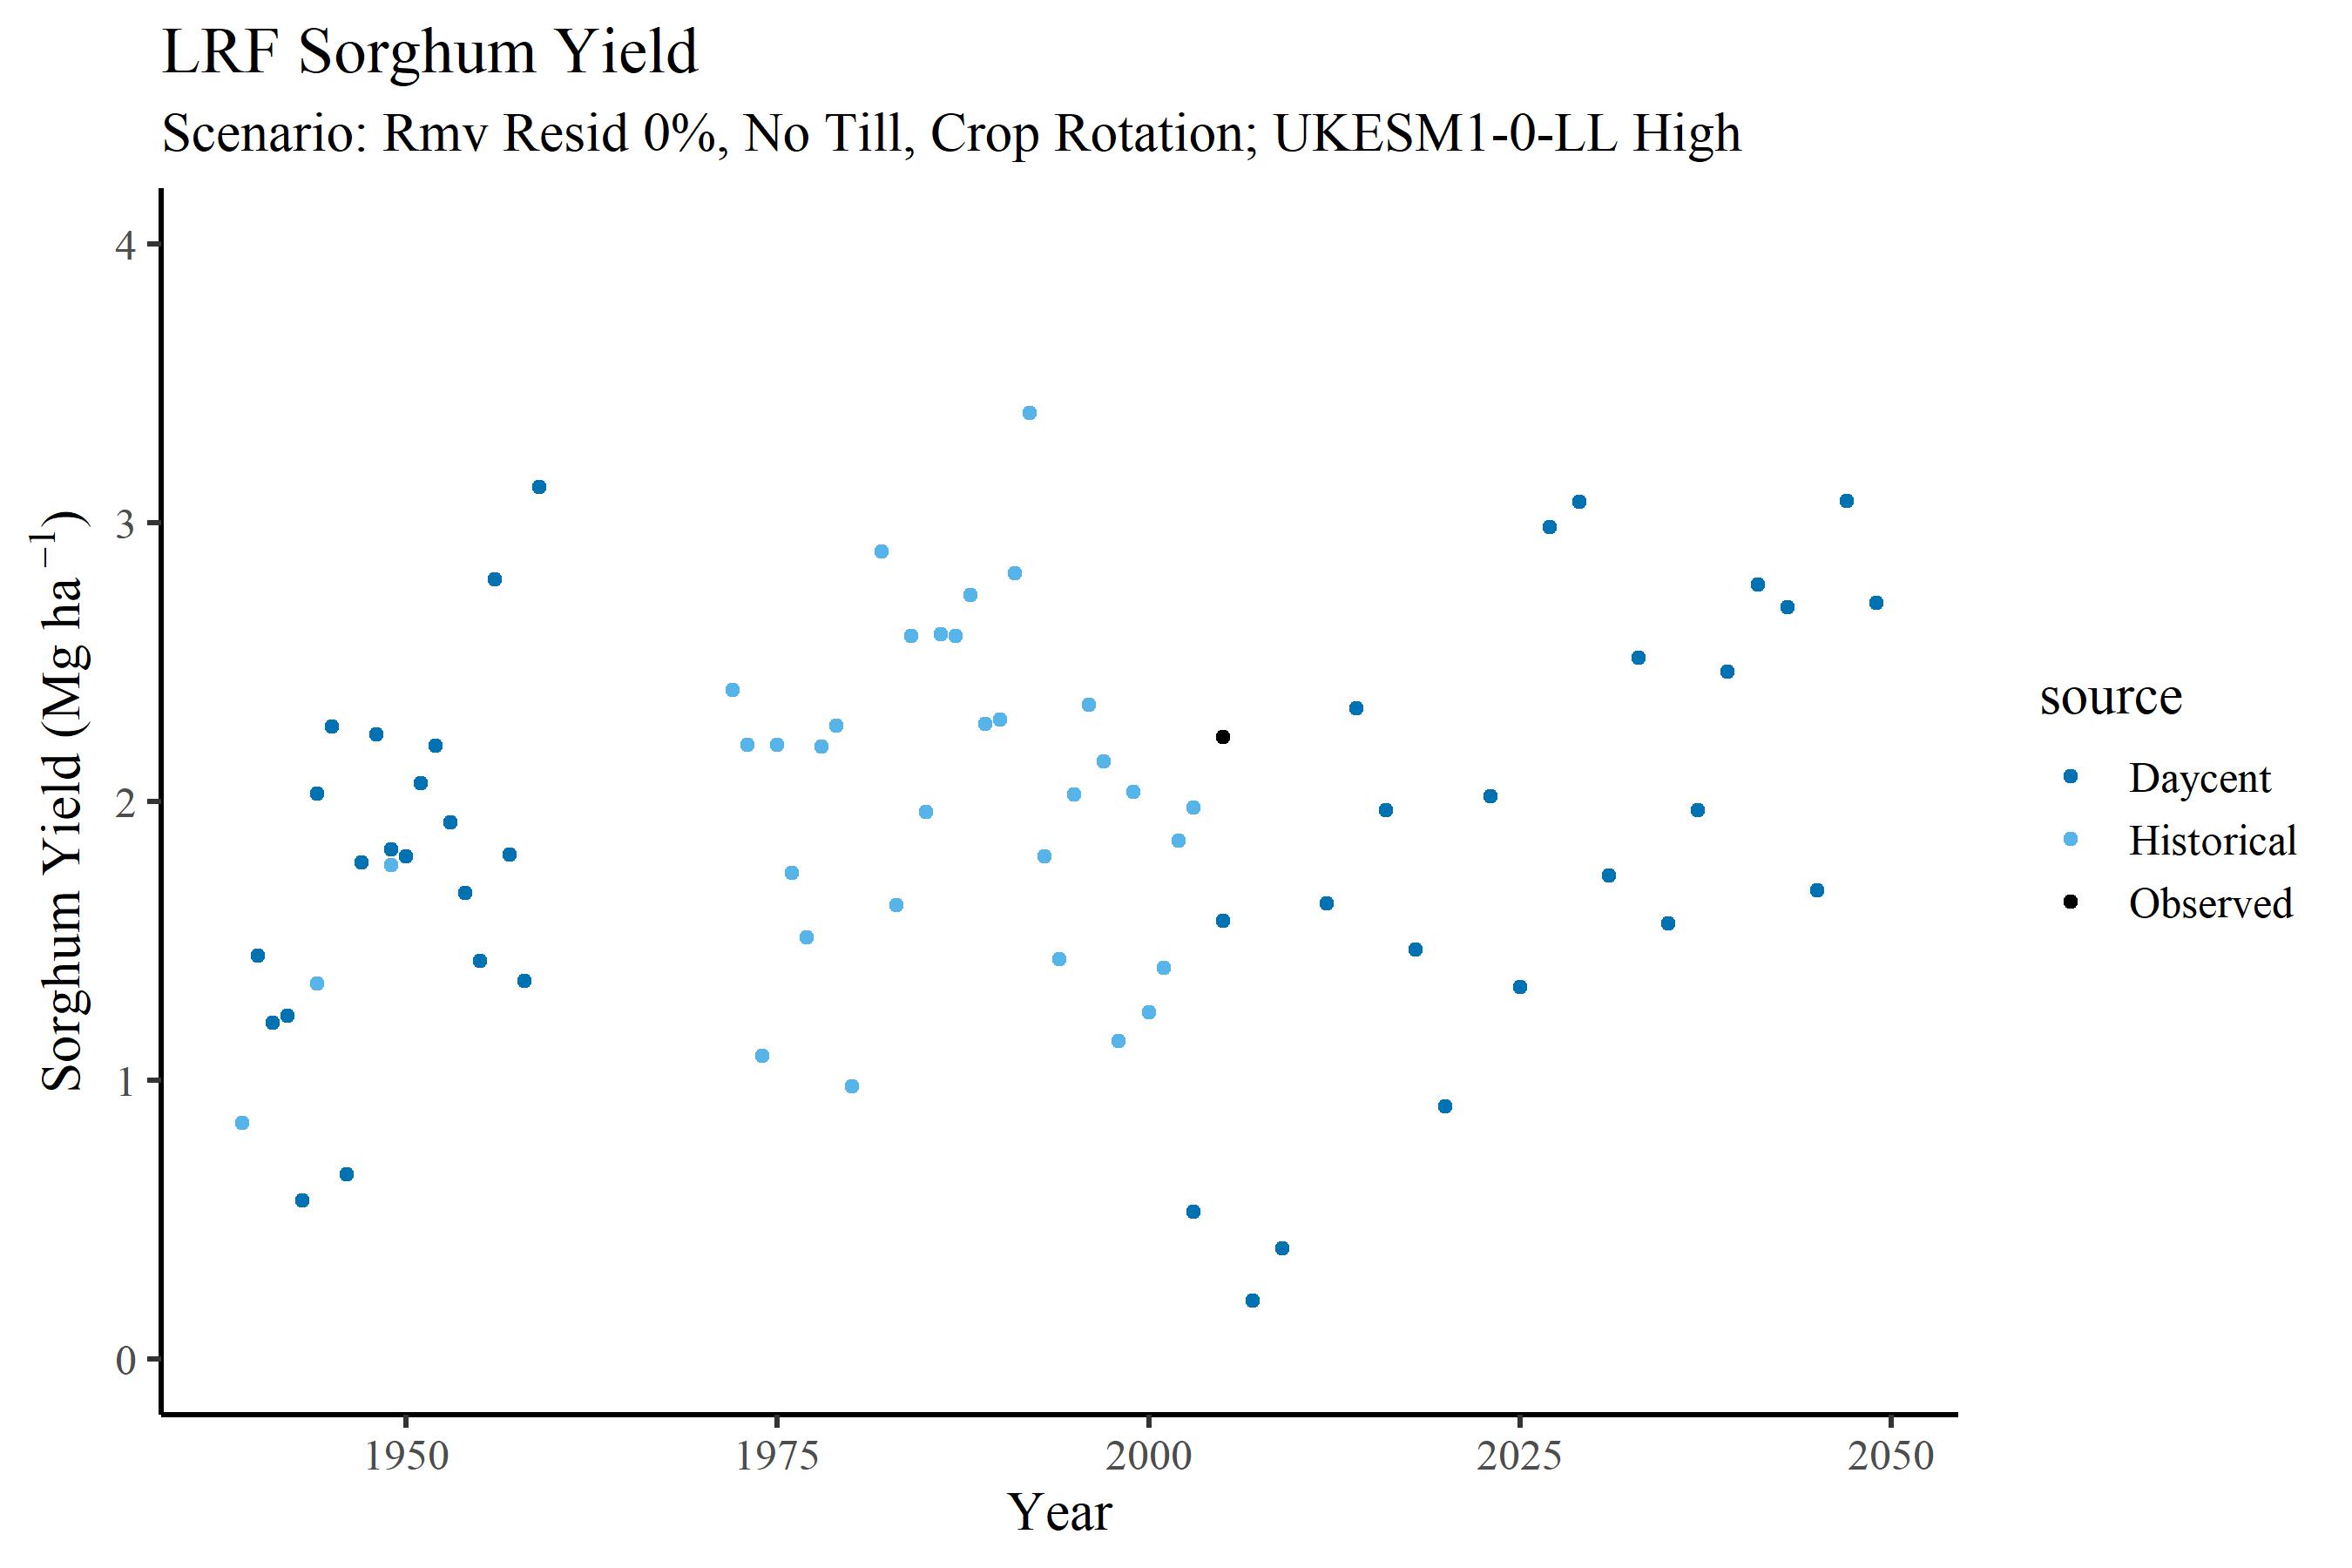 LRF Sorghum Yield
Scenario: Rmv Resid 0%, No Till, Crop Rotation; UKESM1-0-LL High
Sorghum Yield (Mg ha⁻¹)
4
3
2
1
0
1950
1975
2000
2025
2050
Year
source
Daycent
Historical
Observed